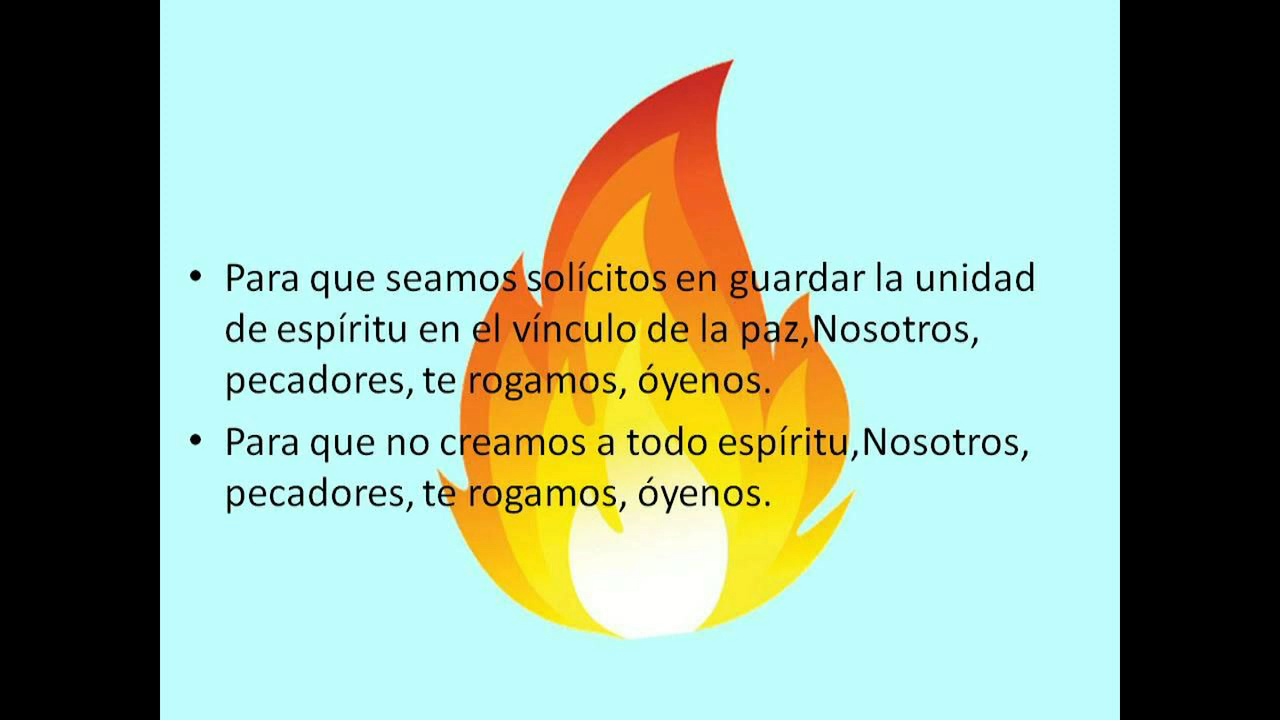 • Para que seamos solícitos en guardar la unidad
de espíritu en el vínculo de la paz,Nosotros,
pecadores, te rogamos, óyenos.
• Para que no creamos a todo espíritu,Nosotros,
pecadores, te rogamos, óyenos.